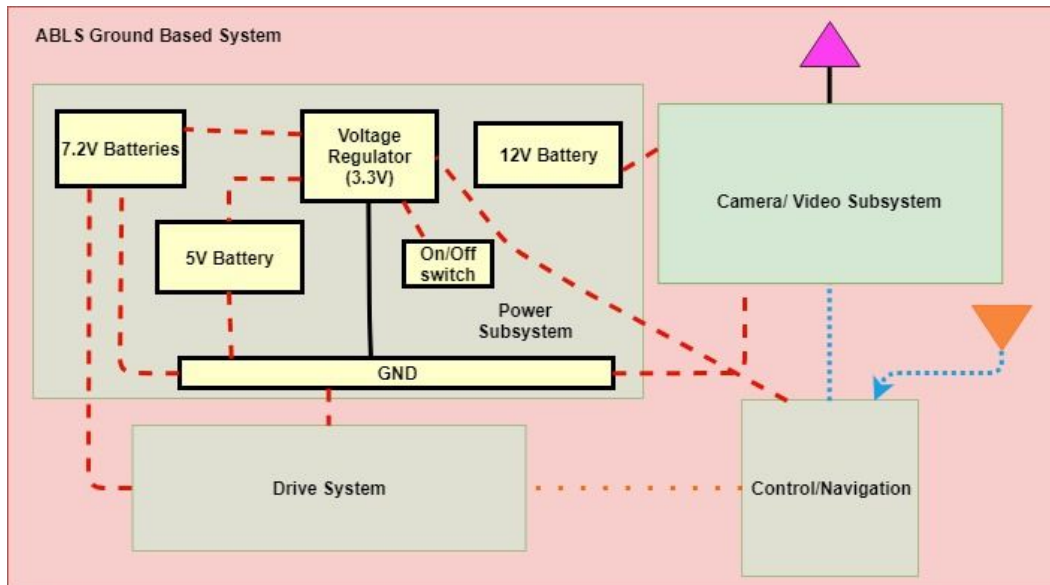 ABLS Ground Based System
7.2V Batteries
Voltage
Regulator
(3.3V)
12V Battery
Camera/ Video Subsystem
5V Battery
On/Off
switch
Power
Subsystem
GND
Drive System
Control/Navigation